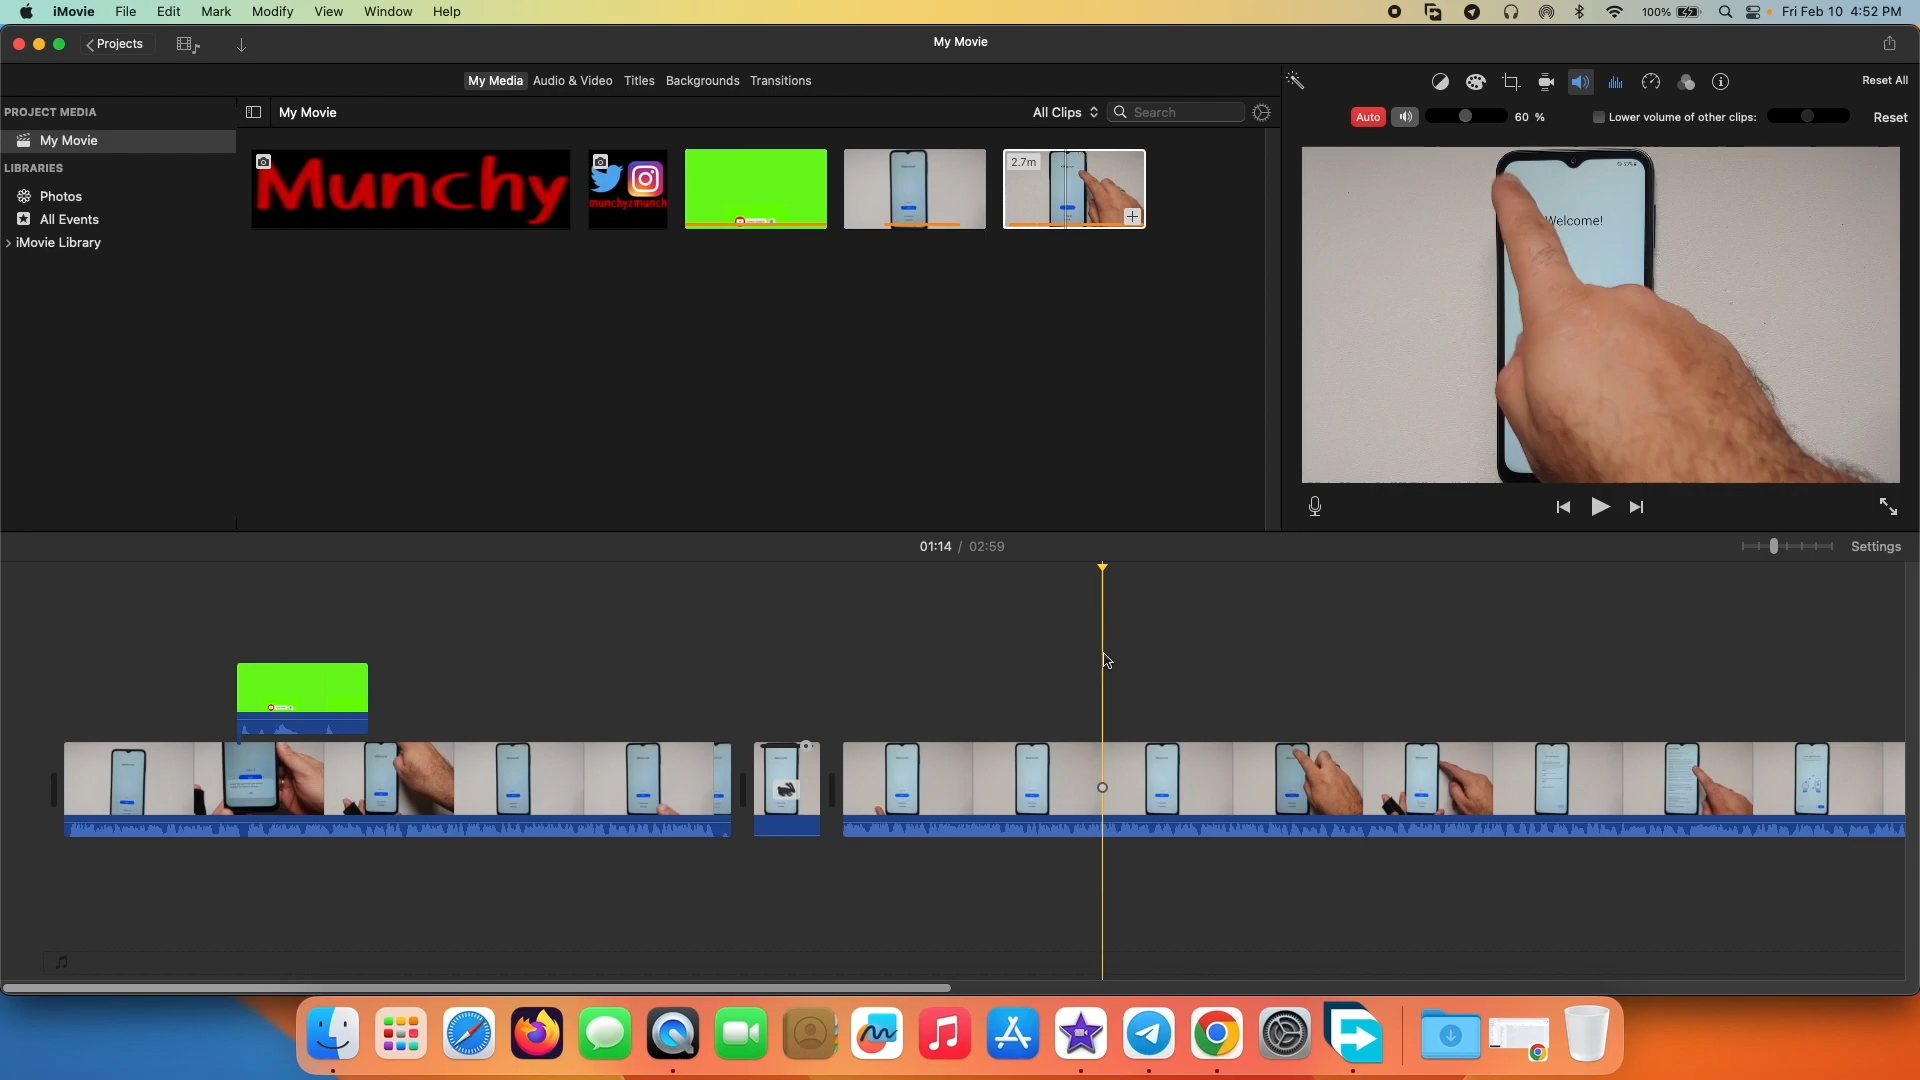 iMovie File Edit Mark Modify View Window Help
100% Fri Feb 10 4:52 PM
Projects
My Movie
My Media Audio & Video Titles Backgrounds Transitions
Reset All
PROJECT MEDIA
My Movie
All Clips
Search
Auto
60 %
Lower volume of other clips:
Reset
My Movie
LIBRARIES
Photos
All Events
iMovie Library
Munchy
2.7m
Welcome!
01:14 / 02:59
Settings